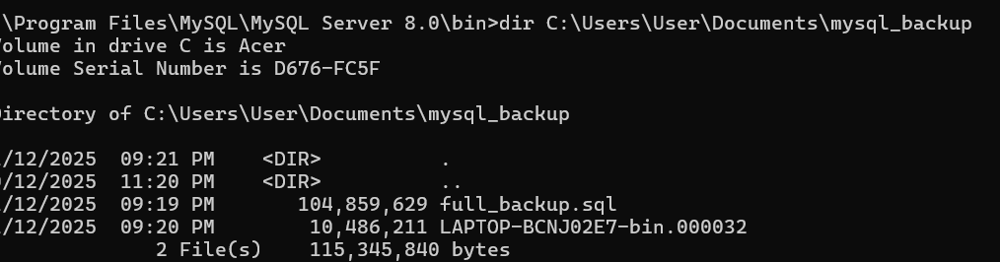 :\Program Files\MySQL\MySQL Server 8.0\bin>dir C:\Users\User\Documents\mysql_backup
Volume in drive C is Acer
Volume Serial Number is D676-FC5F
Directory of C:\Users\User\Documents\mysql_backup
/12/2025 09:21 PM <DIR> .
/12/2025 11:20 PM <DIR> ..
/12/2025 09:19 PM 104,859,629 full_backup.sql
/12/2025 09:20 PM 10,486,211 LAPTOP-BCNJ02E7-bin.000032
2 File(s) 115,345,840 bytes